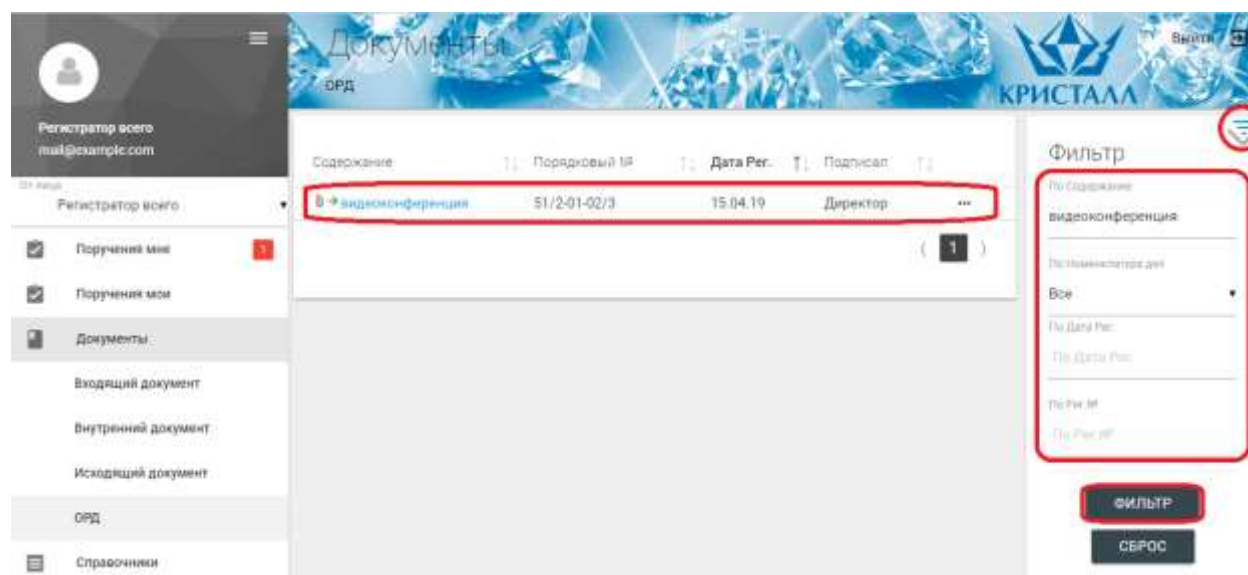 Документы
ОРД
Выйти
КРИСТАЛЛ
Регистратор всего
mail@example.com
От лица
Регистратор всего
Поручения мне
1
Поручения мои
Документы
Входящий документ
Внутренний документ
Исходящий документ
ОРД
Справочники
Содержание Порядковый № Дата Рег. Подписал
видеоконференция 51/2-01-02/3 15.04.19 Директор ...
( 1 )
Фильтр
По Содержание
видеоконференция
По Номенклатура дел
Все
По Дата Рег.
По Дата Рег.
По Рег.№
По Рег.№
ФИЛЬТР
СБРОС